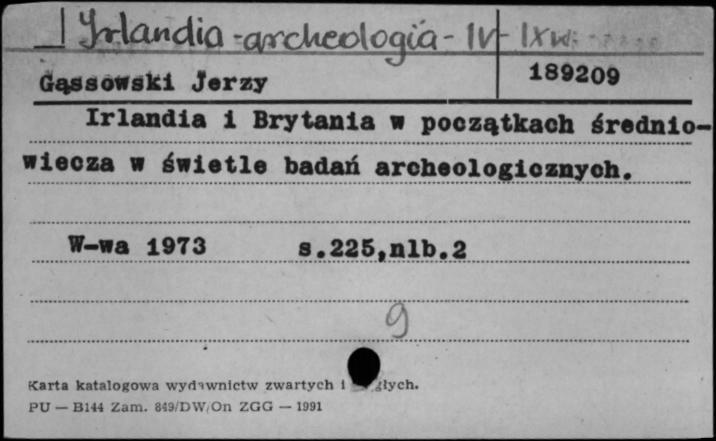 Irlandia - archeologia - IV - IXw.
Gąssowski Jerzy 189209
Irlandia i Brytania w początkach średnio-
wiecza w świetle badań archeologicznych.
W-wa 1973 s.225,nlb.2
9
Karta katalogowa wydawnictw zwartych i
PU — B144 Zam. 849/DW/On ZGG — 1991